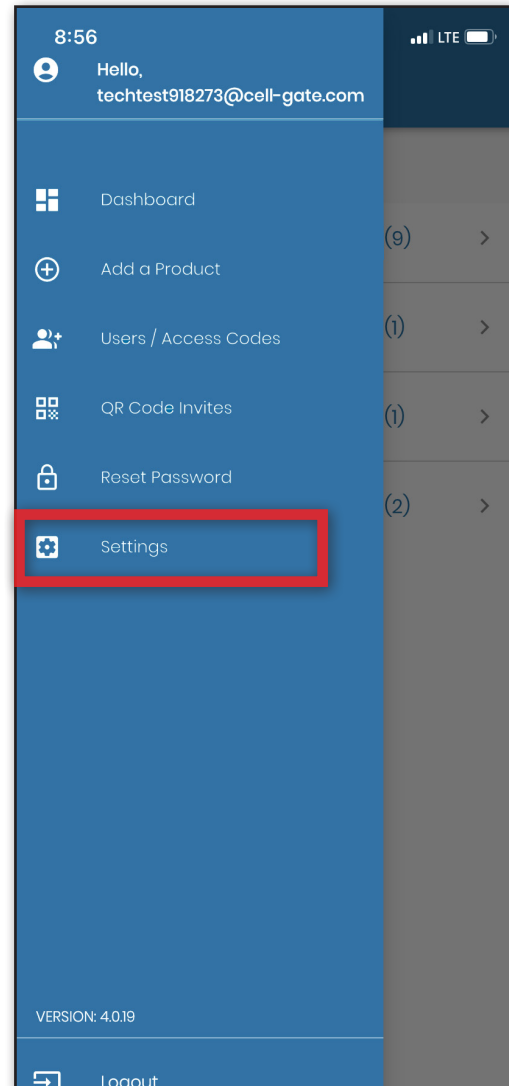 8:56
LTE
Hello,
techtest918273@cell-gate.com
Dashboard
(9)
Add a Product
Users / Access Codes
(1)
QR Code Invites
(1)
Reset Password
(2)
Settings
VERSION: 4.0.19
Logout